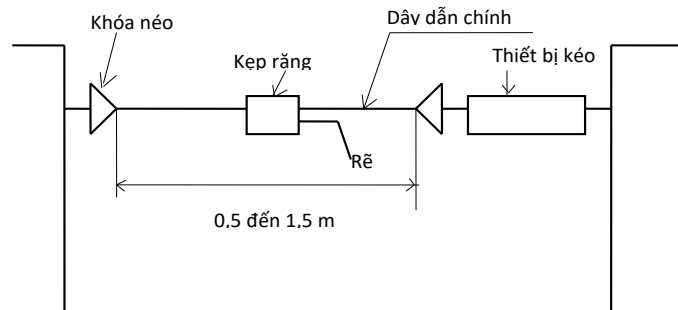 Khóa néo
Dây dẫn chính
Kẹp răng
Thiết bị kéo
Rẽ
0,5 đến 1,5 m